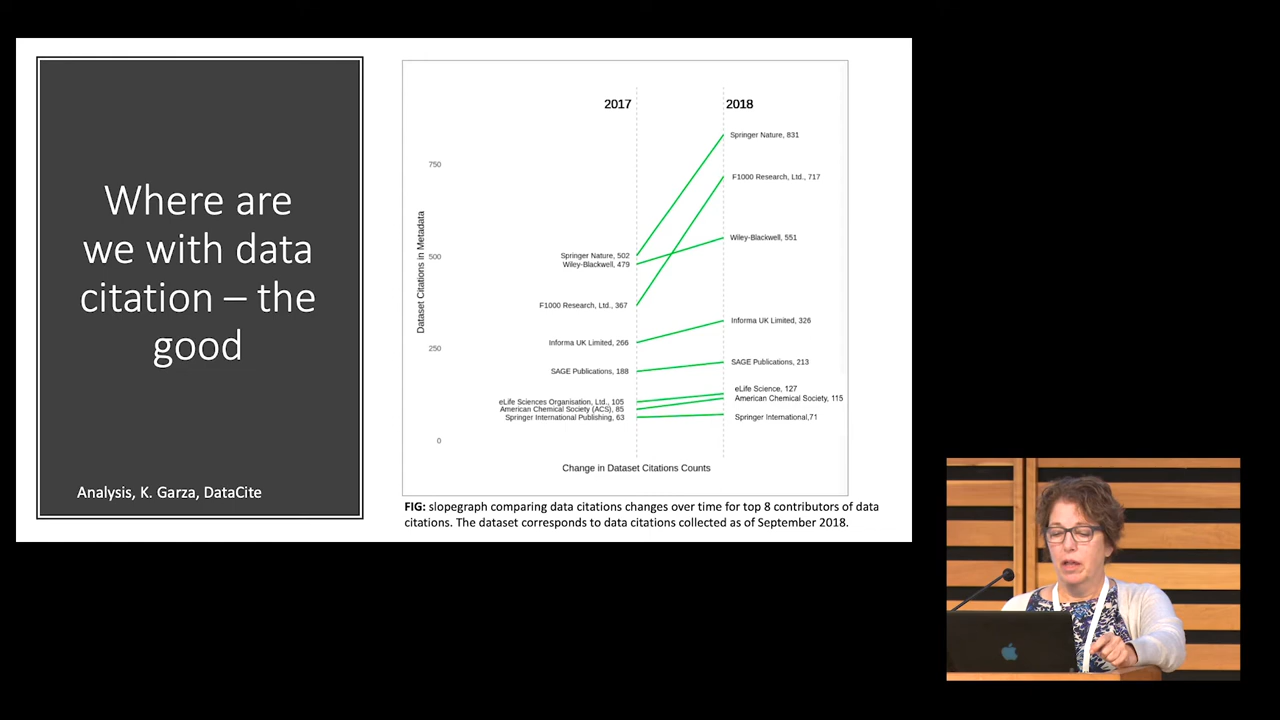 Where are
we with data
citation – the
good
Analysis, K. Garza, DataCite
2017
2018
750
500
250
0
Dataset Citations in Metadata
Springer Nature, 502
Wiley-Blackwell, 479
F1000 Research, Ltd., 367
Informa UK Limited, 266
SAGE Publications, 188
eLife Sciences Organisation, Ltd., 105
American Chemical Society (ACS), 85
Springer International Publishing, 63
Springer Nature, 831
F1000 Research, Ltd., 717
Wiley-Blackwell, 551
Informa UK Limited, 326
SAGE Publications, 213
eLife Science, 127
American Chemical Society, 115
Springer International,71
Change in Dataset Citations Counts
FIG: slopegraph comparing data citations changes over time for top 8 contributors of data
citations. The dataset corresponds to data citations collected as of September 2018.